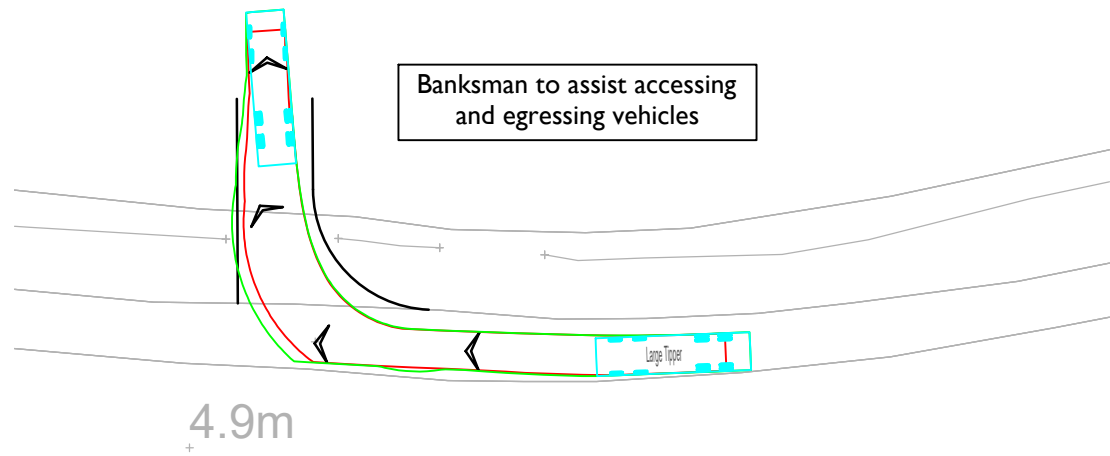 Banksman to assist accessing
and egressing vehicles
Large Tipper
4.9m